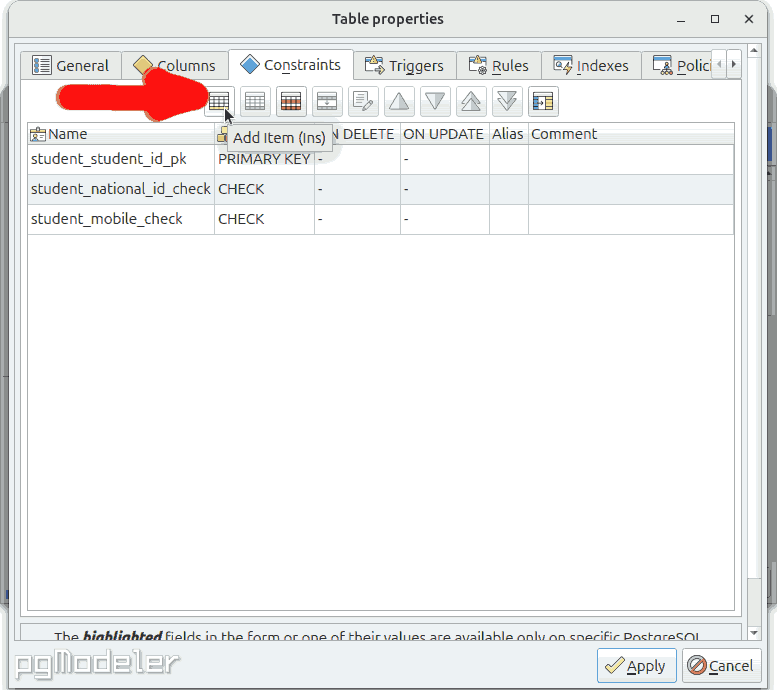 Table properties
General
Columns
Constraints
Triggers
Rules
Indexes
Add Item (Ins)
Name
DELETE
ON UPDATE
Alias
Comment
student_student_id_pk PRIMARY KEY - -
student_national_id_check CHECK - -
student_mobile_check CHECK - -
The highlighted fields in the form or one of their values are available only on specific PostgreSQL
pgModeler
Apply
Cancel